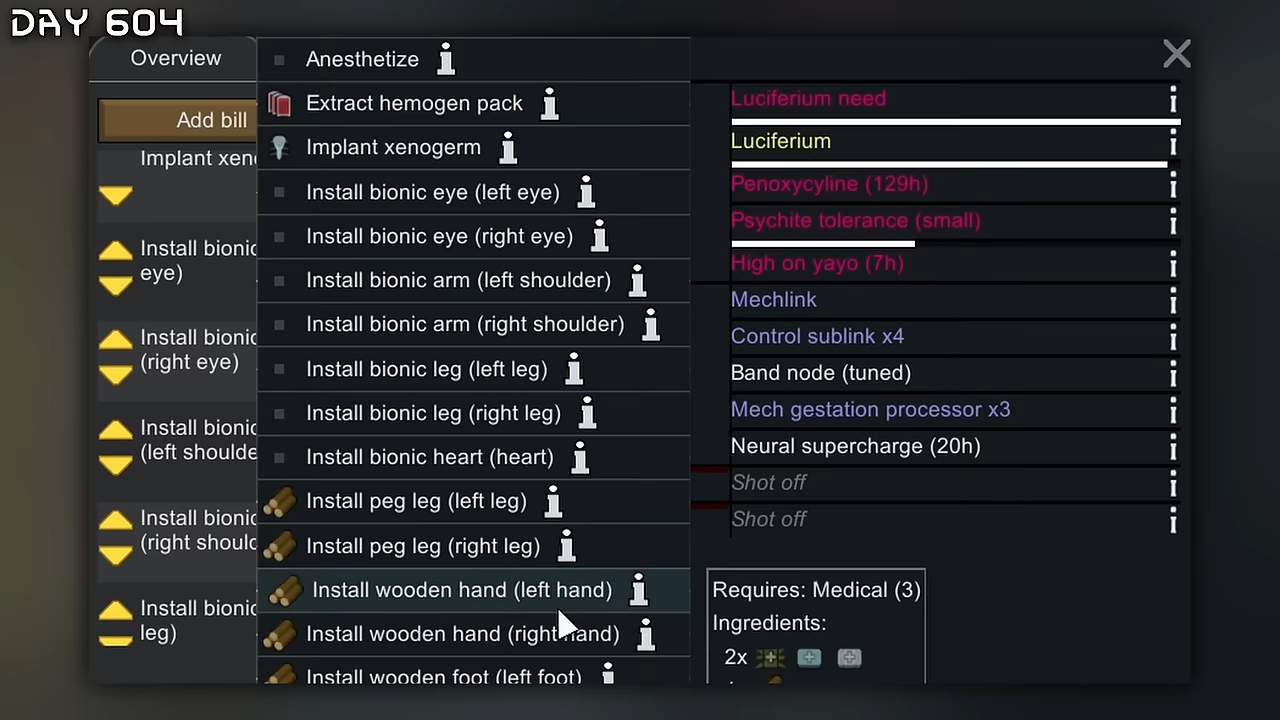 DAY 604
Overview
Add bill
Implant xen
Install bionic
eye)
Install bionic
(right eye)
Install bionic
(left shoulde
Install bionic
(right should
Install bionic
leg)
Anesthetize
Extract hemogen pack
Implant xenogerm
Install bionic eye (left eye)
Install bionic eye (right eye)
Install bionic arm (left shoulder)
Install bionic arm (right shoulder)
Install bionic leg (left leg)
Install bionic leg (right leg)
Install bionic heart (heart)
Install peg leg (left leg)
Install peg leg (right leg)
Install wooden hand (left hand)
Install wooden hand (right hand)
Install wooden foot (left foot)
Luciferium need
Luciferium
Penoxycyline (129h)
Psychite tolerance (small)
High on yayo (7h)
Mechlink
Control sublink x4
Band node (tuned)
Mech gestation processor x3
Neural supercharge (20h)
Shot off
Shot off
Requires: Medical (3)
Ingredients:
2x